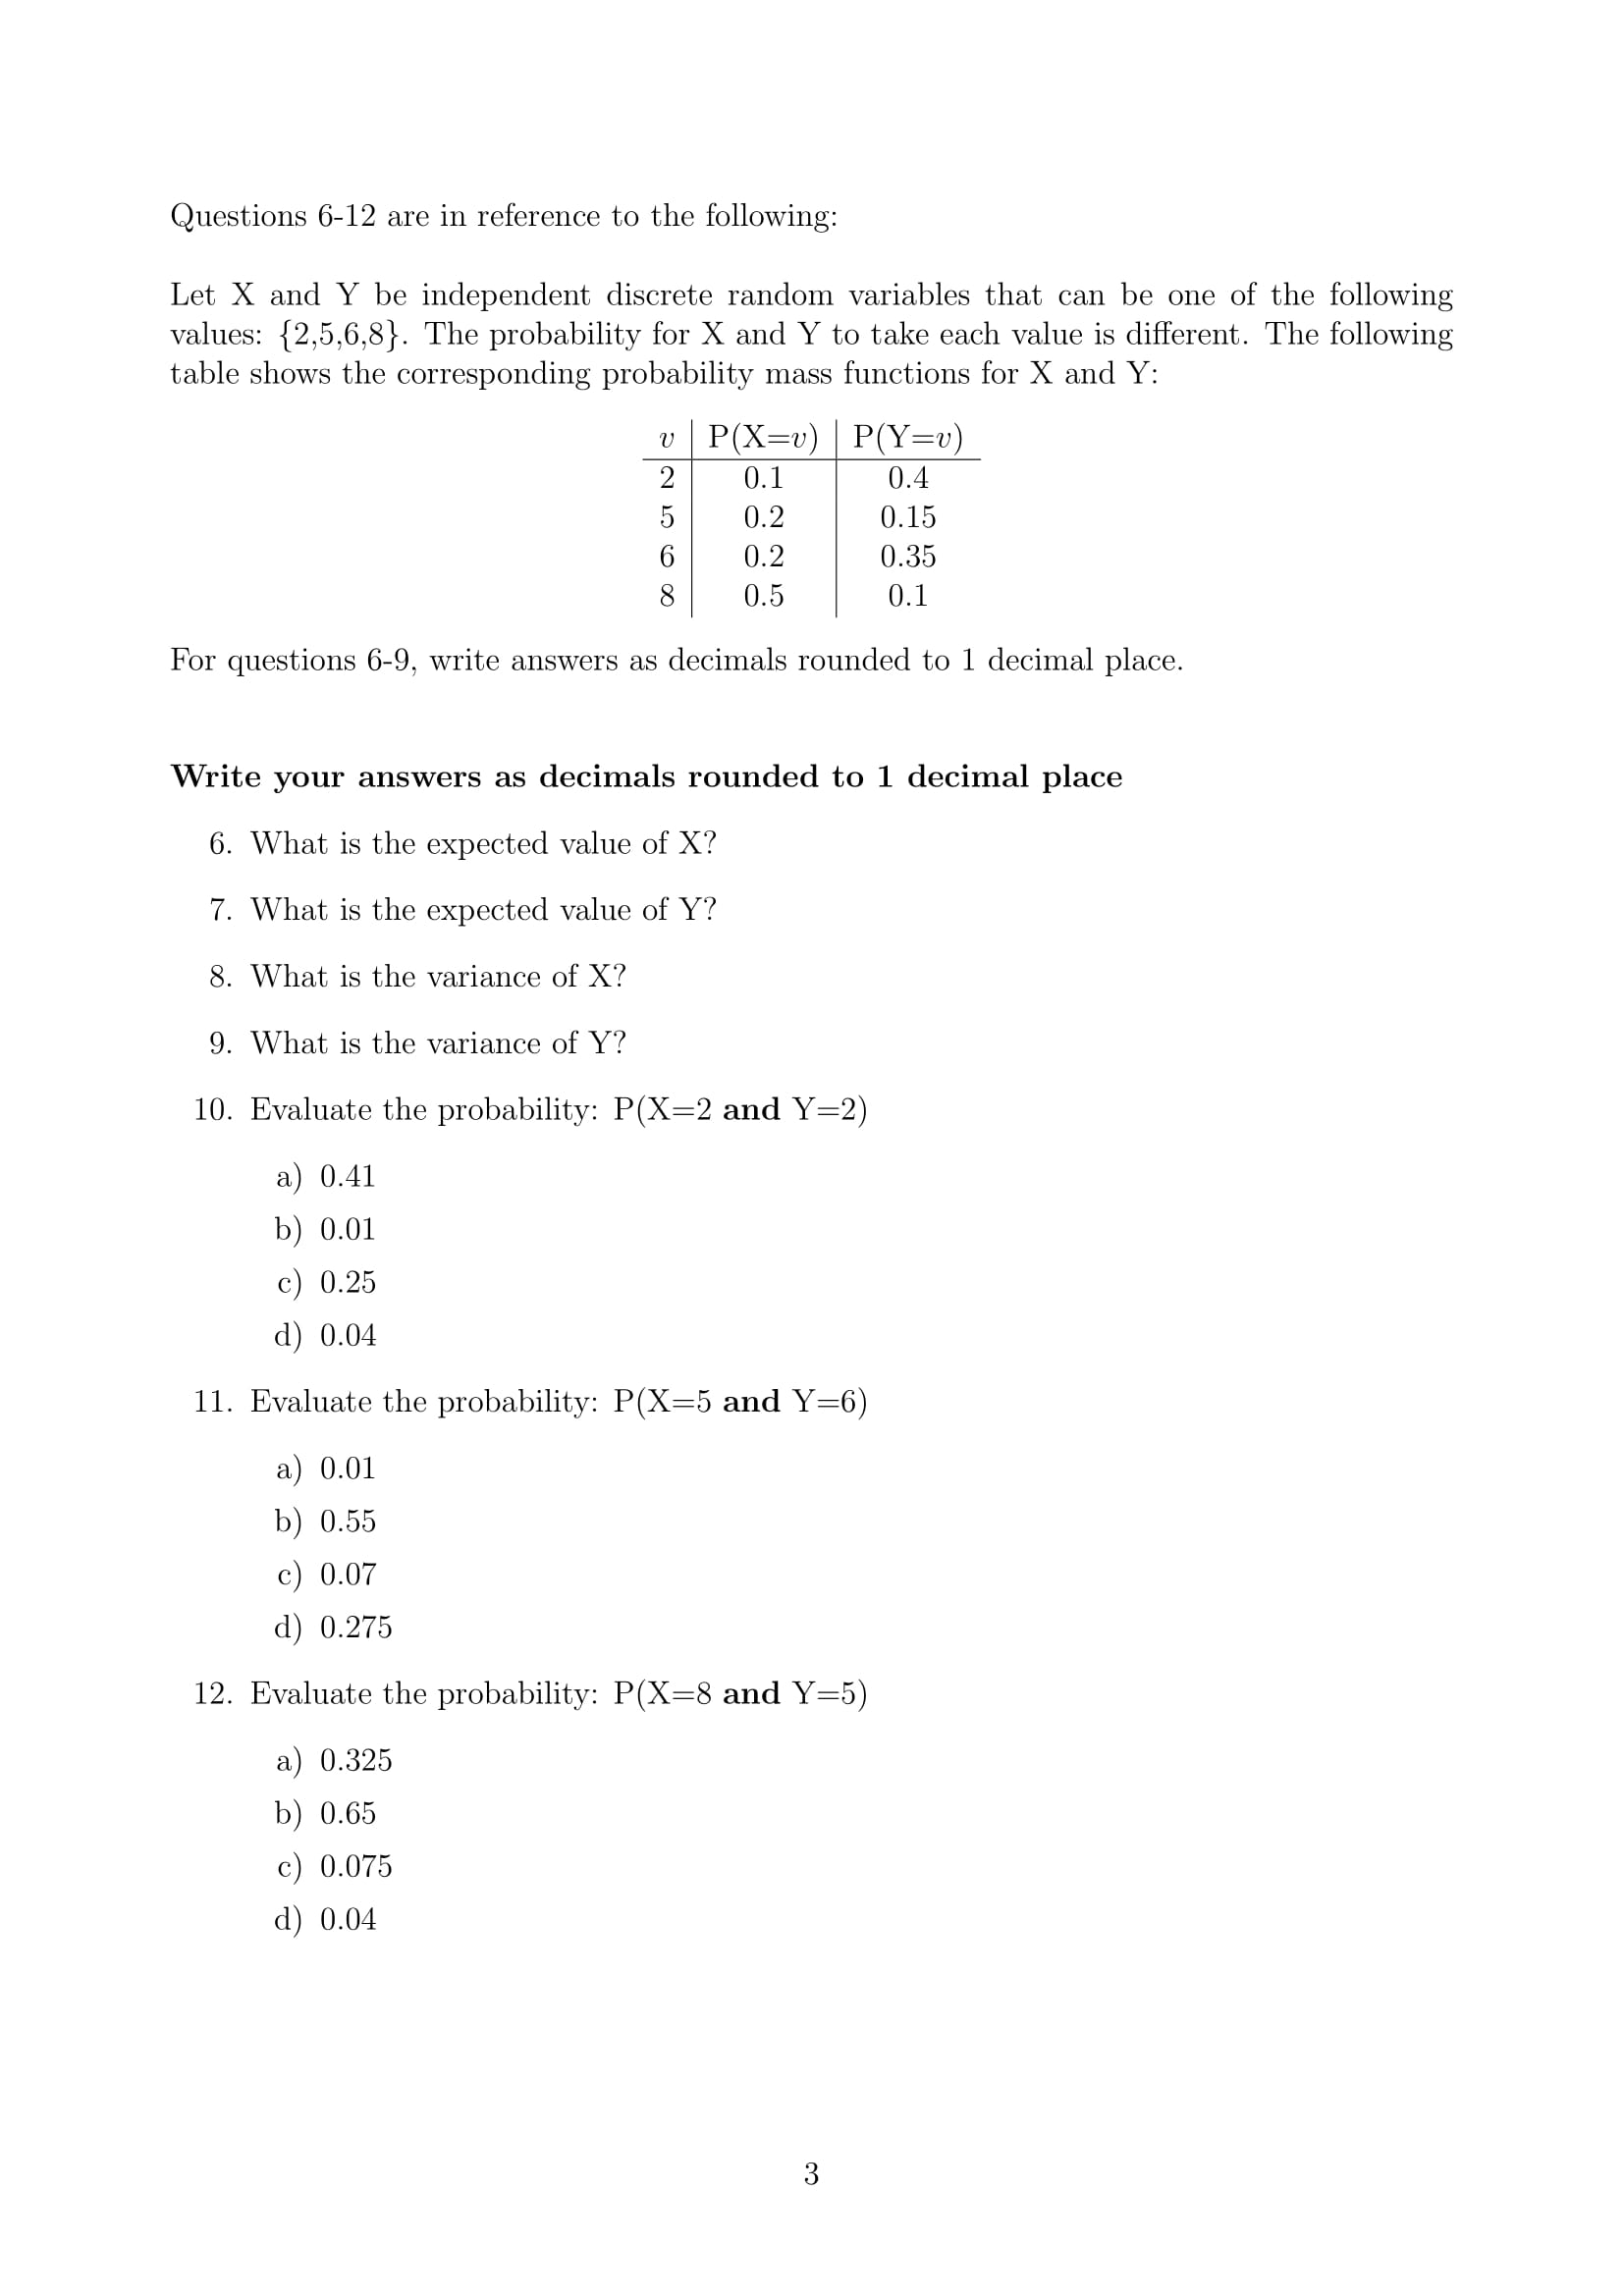 Questions 6-12 are in reference to the following:
Let X and Y be independent discrete random variables that can be one of the following
values: {2,5,6,8}. The probability for X and Y to take each value is different. The following
table shows the corresponding probability mass functions for X and Y:
v P(X=v) P(Y=v)
2 0.1 0.4
5 0.2 0.15
6 0.2 0.35
8 0.5 0.1
For questions 6-9, write answers as decimals rounded to 1 decimal place.
Write your answers as decimals rounded to 1 decimal place
6. What is the expected value of X?
7. What is the expected value of Y?
8. What is the variance of X?
9. What is the variance of Y?
10. Evaluate the probability: P(X=2 and Y=2)
a) 0.41
b) 0.01
c) 0.25
d) 0.04
11. Evaluate the probability: P(X=5 and Y=6)
a) 0.01
b) 0.55
c) 0.07
d) 0.275
12. Evaluate the probability: P(X=8 and Y=5)
a) 0.325
b) 0.65
c) 0.075
d) 0.04
3